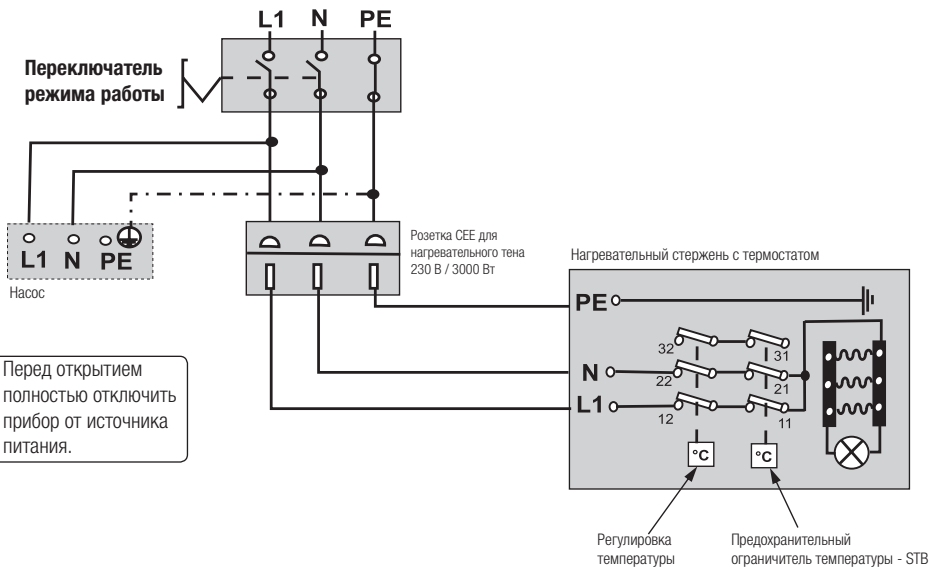 L1 N PE
Переключатель
режима работы
L1 N PE
Насос
Розетка CEE для
нагревательного тена
230 В / 3000 Вт
Нагревательный стержень с термостатом
PE
32 31
N
22 21
L1
12 11
°C °C
Перед открытием
полностью отключить
прибор от источника
питания.
Регулировка
температуры
Предохранительный
ограничитель температуры - STB